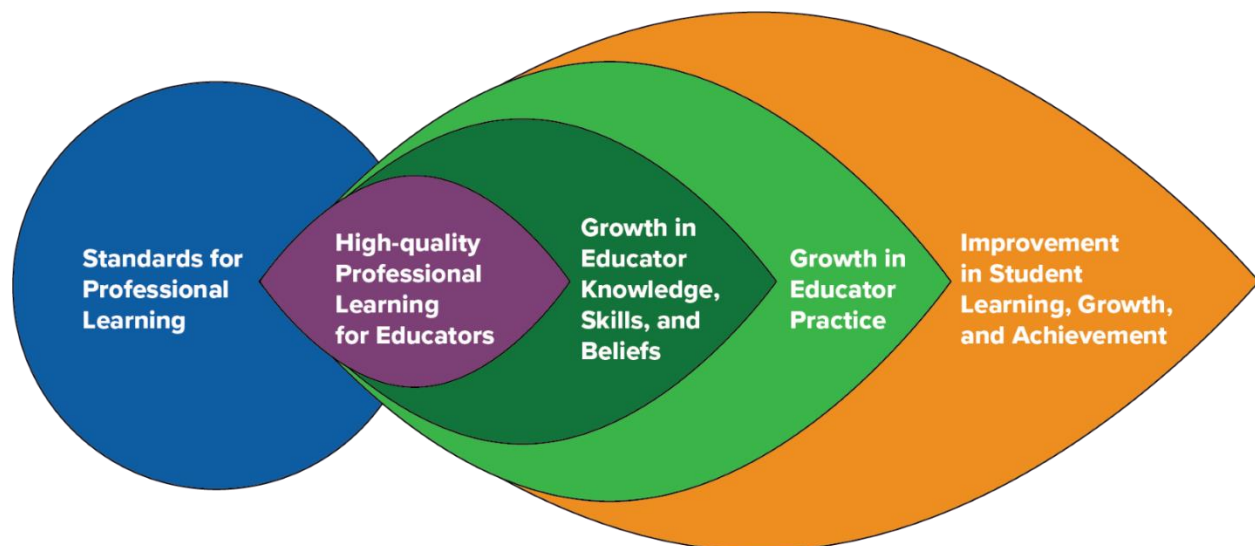 Standards for
Professional
Learning
High-quality
Professional
Learning
for Educators
Growth in
Educator
Knowledge,
Skills, and
Beliefs
Growth in
Educator
Practice
Improvement
in Student
Learning, Growth,
and Achievement